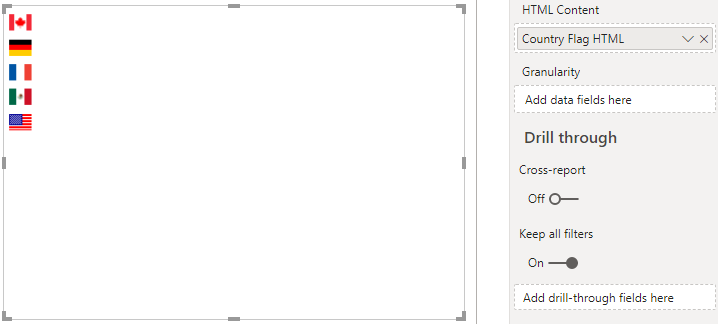 HTML Content
Country Flag HTML
Granularity
Add data fields here
Drill through
Cross-report
Off
Keep all filters
On
Add drill-through fields here